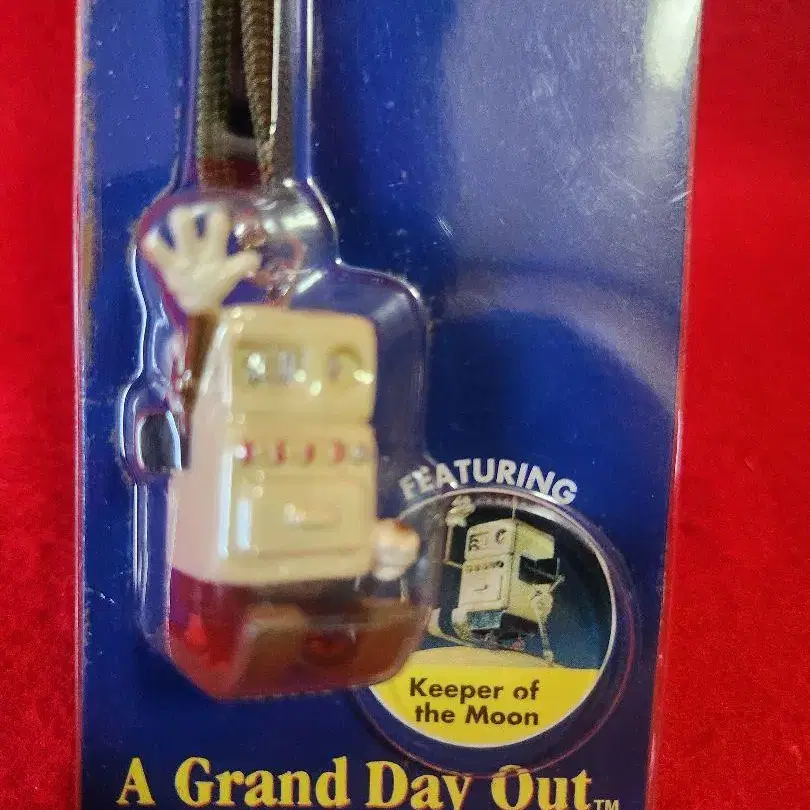 FEATURING
Keeper of
the Moon
A Grand Day Out™